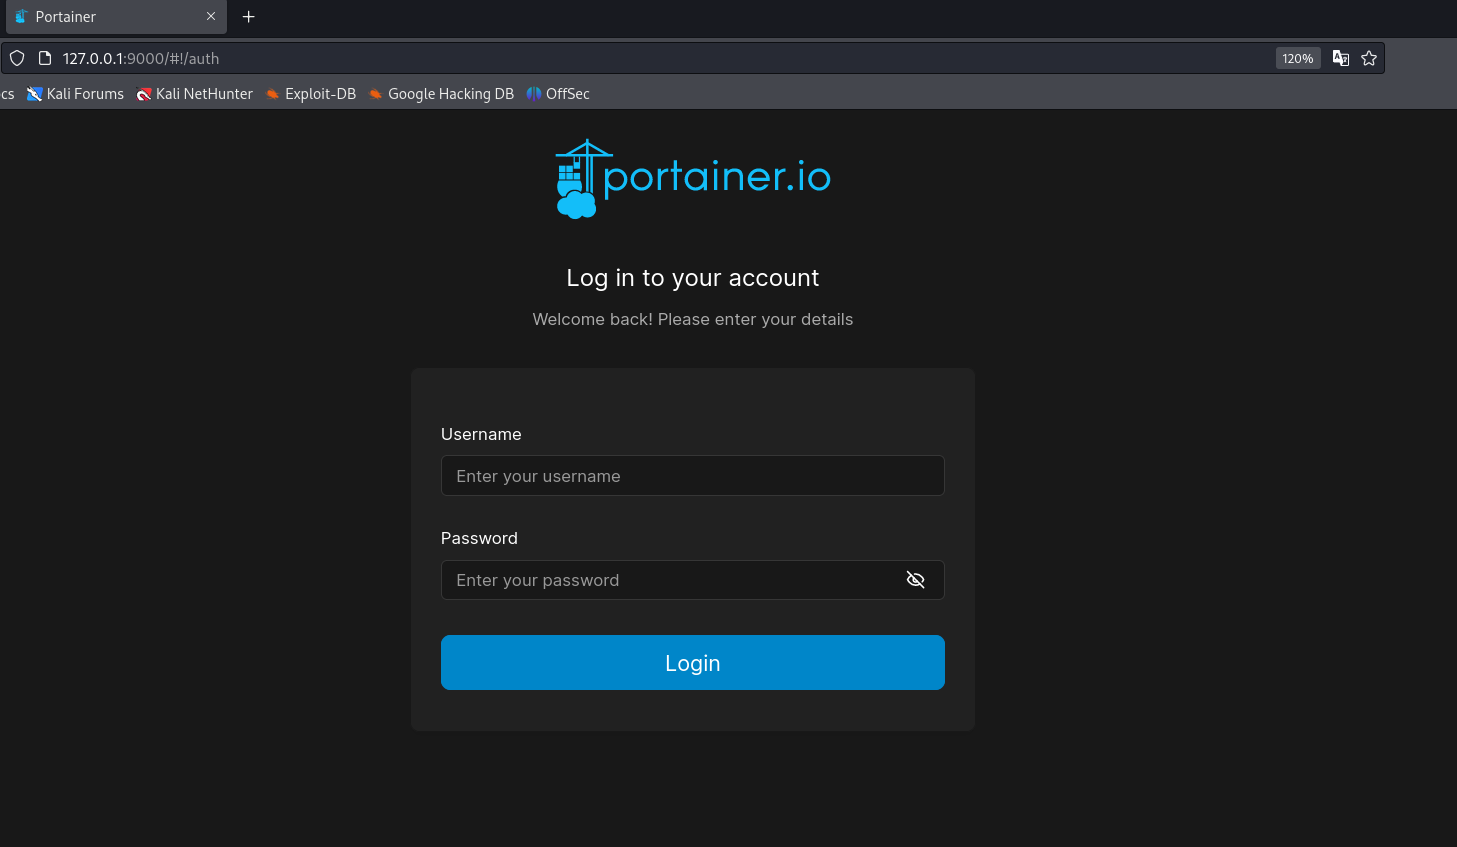 Portainer
127.0.0.1:9000/#!/auth
120%
cs Kali Forums Kali NetHunter Exploit-DB Google Hacking DB OffSec
portainer.io
Log in to your account
Welcome back! Please enter your details
Username
Enter your username
Password
Enter your password
Login